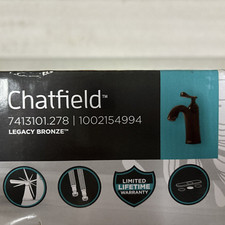 Chatfield™
7413101.278 | 1002154994
LEGACY BRONZE™
LIMITED
LIFETIME
WARRANTY